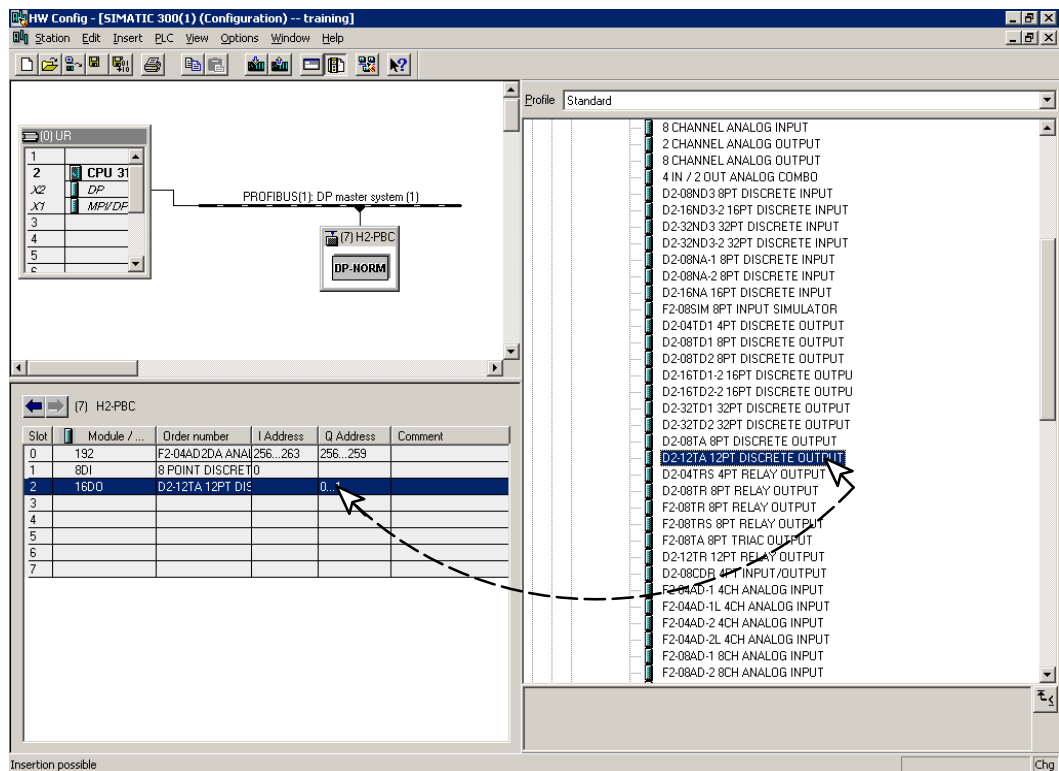 HW Config - [SIMATIC 300(1) (Configuration) -- training]
Station Edit Insert PLC View Options Window Help
(0) UR
1
2 CPU 31
X2 DP
X1 MPI/DP
3
4
5
PROFIBUS(1): DP master system (1)
(7) H2-PBC
DP-NORM
(7) H2-PBC
Slot Module / ... Order number I Address Q Address Comment
0 192 F2-04AD2DA ANAL 256...263 256...259
1 8DI 8 POINT DISCRET 0
2 16DO D2-12TA 12PT DIS 0...1
3
4
5
6
7
Profile Standard
8 CHANNEL ANALOG INPUT
2 CHANNEL ANALOG OUTPUT
8 CHANNEL ANALOG OUTPUT
4 IN / 2 OUT ANALOG COMBO
D2-08ND3 8PT DISCRETE INPUT
D2-16ND3-2 16PT DISCRETE INPUT
D2-32ND3 32PT DISCRETE INPUT
D2-32ND3-2 32PT DISCRETE INPUT
D2-08NA-1 8PT DISCRETE INPUT
D2-08NA-2 8PT DISCRETE INPUT
D2-16NA 16PT DISCRETE INPUT
F2-08SIM 8PT INPUT SIMULATOR
D2-04TD1 4PT DISCRETE OUTPUT
D2-08TD1 8PT DISCRETE OUTPUT
D2-08TD2 8PT DISCRETE OUTPUT
D2-16TD1-2 16PT DISCRETE OUTPU
D2-16TD2-2 16PT DISCRETE OUTPU
D2-32TD1 32PT DISCRETE OUTPUT
D2-32TD2 32PT DISCRETE OUTPUT
D2-08TA 8PT DISCRETE OUTPUT
D2-12TA 12PT DISCRETE OUTPUT
D2-04TRS 4PT RELAY OUTPUT
D2-08TR 8PT RELAY OUTPUT
F2-08TR 8PT RELAY OUTPUT
F2-08TRS 8PT RELAY OUTPUT
F2-08TA 8PT TRIAC OUTPUT
D2-12TR 12PT RELAY OUTPUT
D2-08CDR 4PT INPUT/OUTPUT
F2-04AD-1 4CH ANALOG INPUT
F2-04AD-1L 4CH ANALOG INPUT
F2-04AD-2 4CH ANALOG INPUT
F2-04AD-2L 4CH ANALOG INPUT
F2-08AD-1 8CH ANALOG INPUT
F2-08AD-2 8CH ANALOG INPUT
Insertion possible
Chg